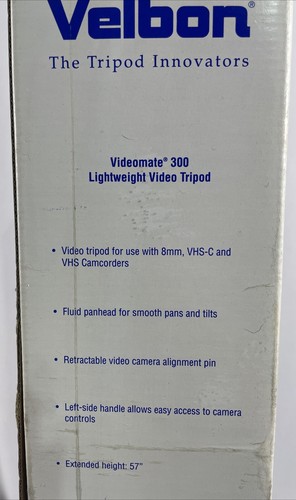 Velbon®
The Tripod Innovators
Videomate® 300
Lightweight Video Tripod
• Video tripod for use with 8mm, VHS-C and
VHS Camcorders
• Fluid panhead for smooth pans and tilts
• Retractable video camera alignment pin
• Left-side handle allows easy access to camera
controls
• Extended height: 57"